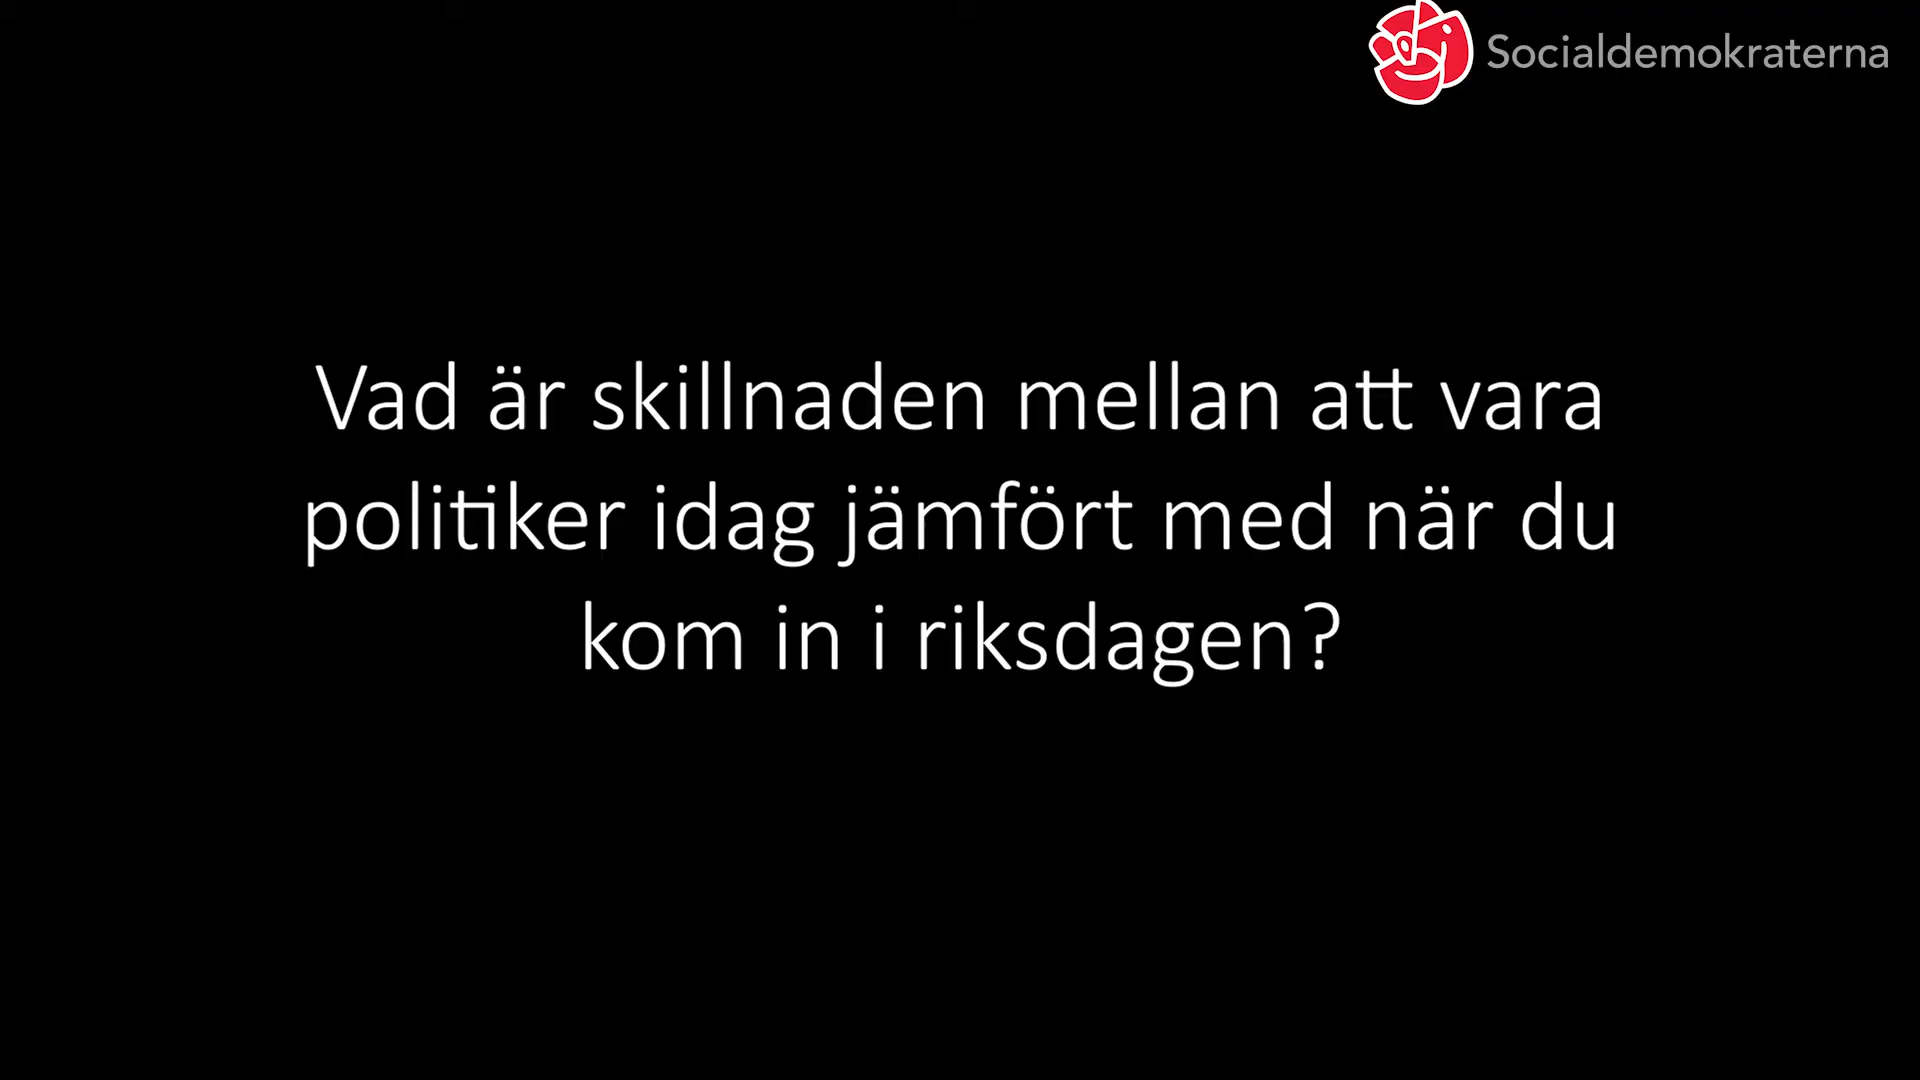 Socialdemokraterna
Vad är skillnaden mellan att vara
politiker idag jämfört med när du
kom in i riksdagen?